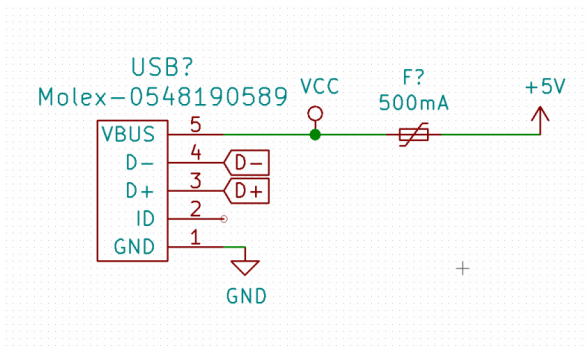 USB?
Molex-0548190589
VCC
F?
500mA
+5V
VBUS 5
D- 4 D-
D+ 3 D+
ID 2
GND 1
GND